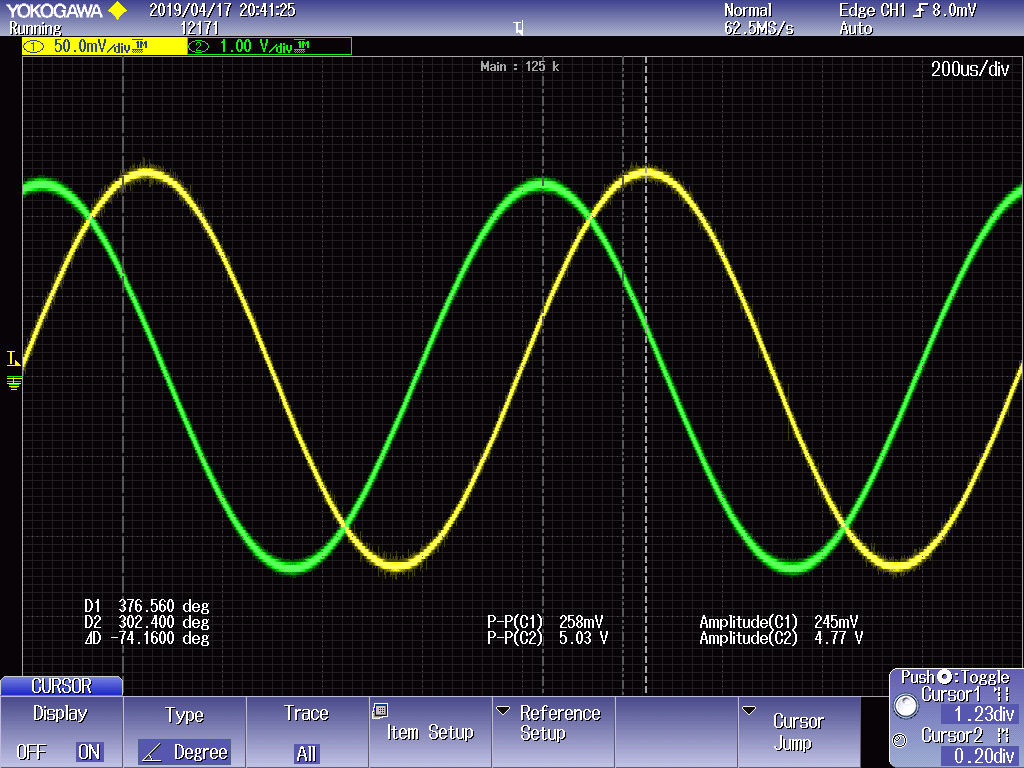 YOKOGAWA 2019/04/17 20:41:25 Normal Edge CH1 8.0mV
Running 12171 62.5MS/s Auto
1 50.0mV/div 1M 2 1.00 V/div 1M
Main : 125 k 200us/div
T
D1 376.560 deg
D2 302.400 deg P-P(C1) 258mV Amplitude(C1) 245mV
ΔD -74.1600 deg P-P(C2) 5.03 V Amplitude(C2) 4.77 V
CURSOR
Display Type Trace Item Setup Reference Setup Cursor Jump
OFF ON Degree All
Push :Toggle
Cursor1
1.23div
Cursor2
0.20div